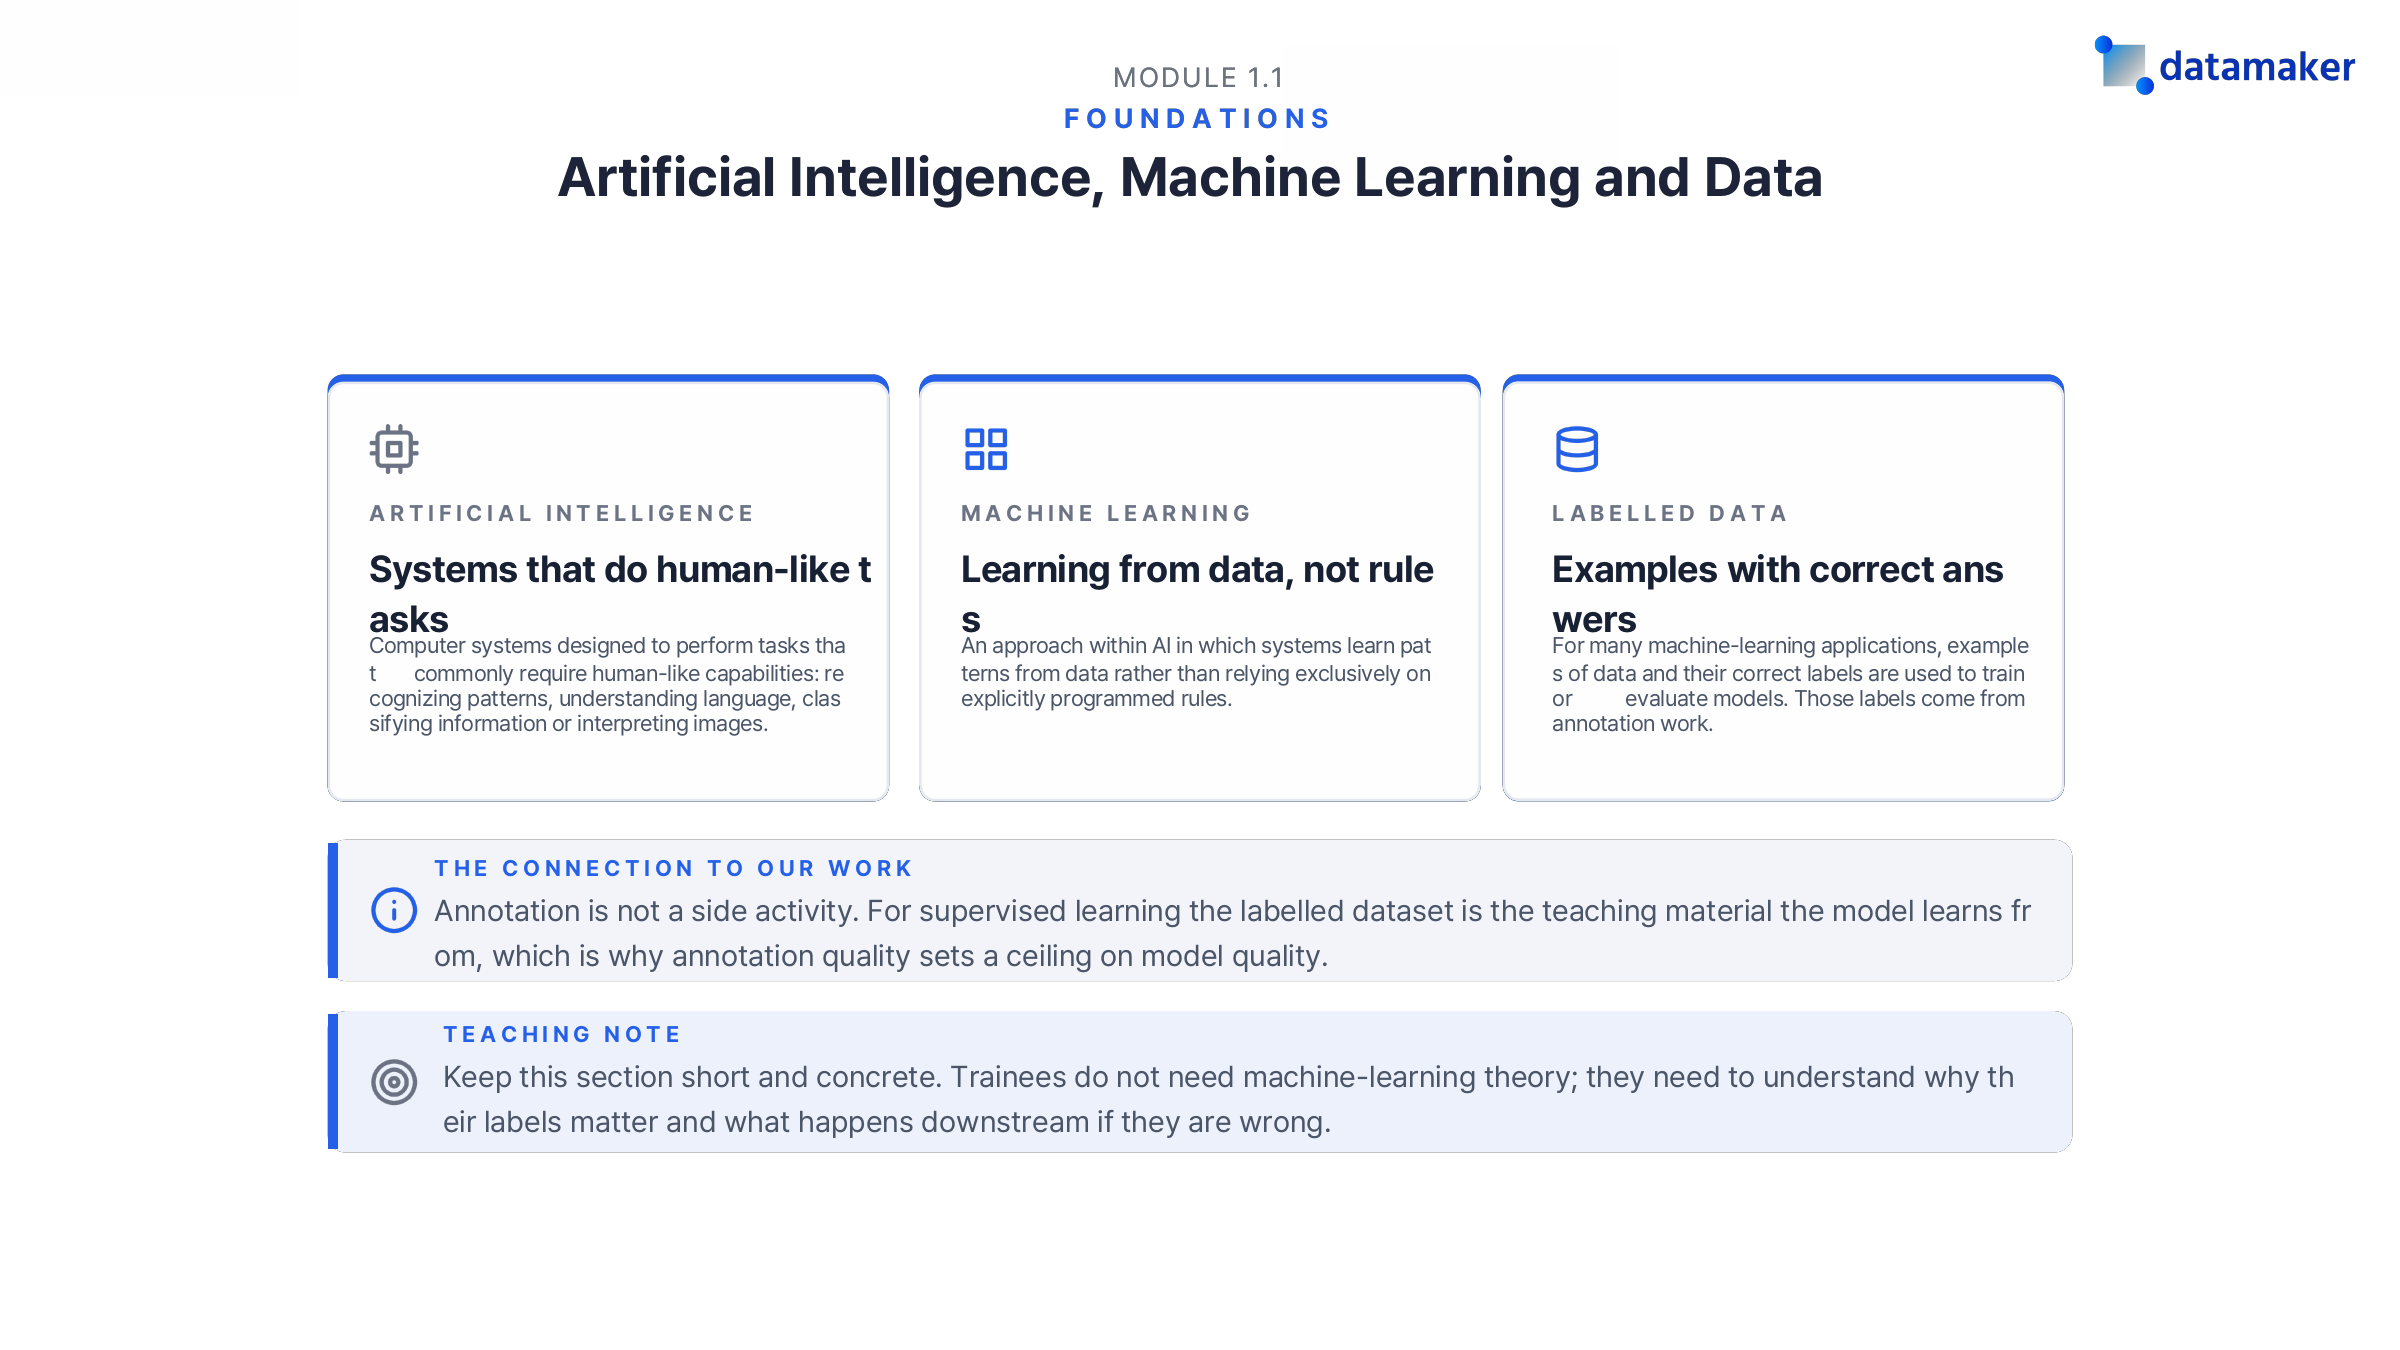 datamaker
MODULE 1.1
FOUNDATIONS
Artificial Intelligence, Machine Learning and Data
ARTIFICIAL INTELLIGENCE
Systems that do human-like t
asks
Computer systems designed to perform tasks tha
t commonly require human-like capabilities: re
cognizing patterns, understanding language, clas
sifying information or interpreting images.
MACHINE LEARNING
Learning from data, not rule
s
An approach within AI in which systems learn pat
terns from data rather than relying exclusively on
explicitly programmed rules.
LABELLED DATA
Examples with correct ans
wers
For many machine-learning applications, example
s of data and their correct labels are used to train
or evaluate models. Those labels come from
annotation work.
THE CONNECTION TO OUR WORK
Annotation is not a side activity. For supervised learning the labelled dataset is the teaching material the model learns fr
om, which is why annotation quality sets a ceiling on model quality.
TEACHING NOTE
Keep this section short and concrete. Trainees do not need machine-learning theory; they need to understand why th
eir labels matter and what happens downstream if they are wrong.